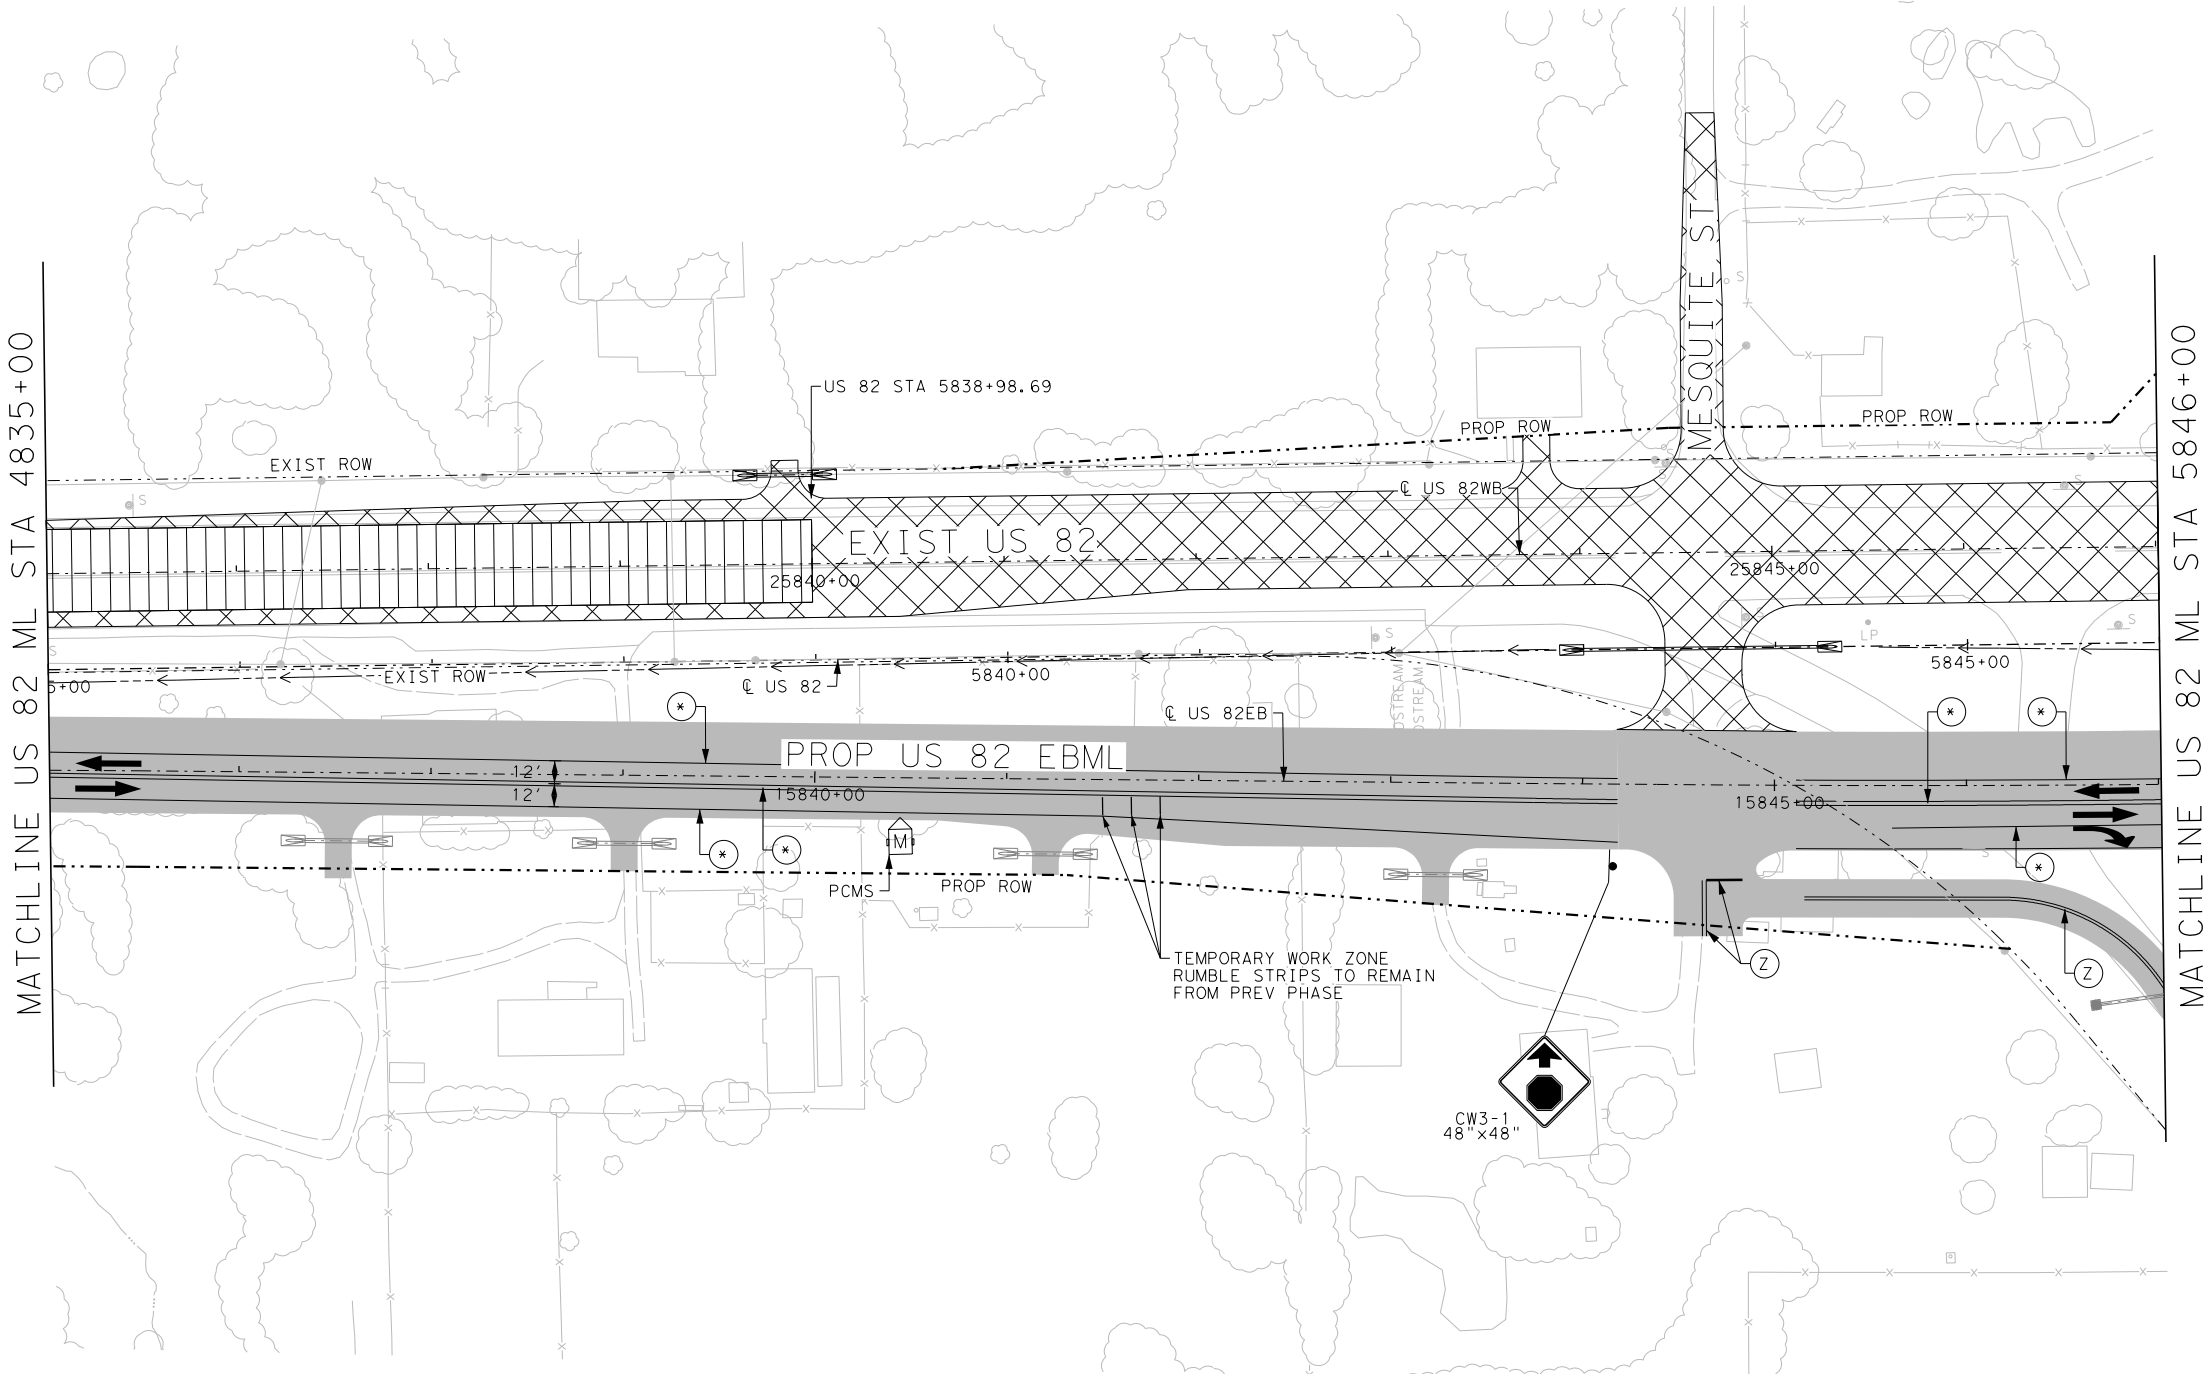 MATCHLINE US 82 ML STA 4835+00
MATCHLINE US 82 ML STA 5846+00
MESQUITE ST
US 82 STA 5838+98.69
EXIST ROW
PROP ROW
PROP ROW
℄ US 82WB
EXIST US 82
25840+00
25845+00
S
S
S
S
S
S
S
LP
EXIST ROW
5+00
℄ US 82
5840+00
5845+00
℄ US 82EB
*
*
*
PROP US 82 EBML
12'
12'
15840+00
15845+00
*
*
*
M
PCMS
PROP ROW
TEMPORARY WORK ZONE
RUMBLE STRIPS TO REMAIN
FROM PREV PHASE
Z
Z
CW3-1
48"x48"